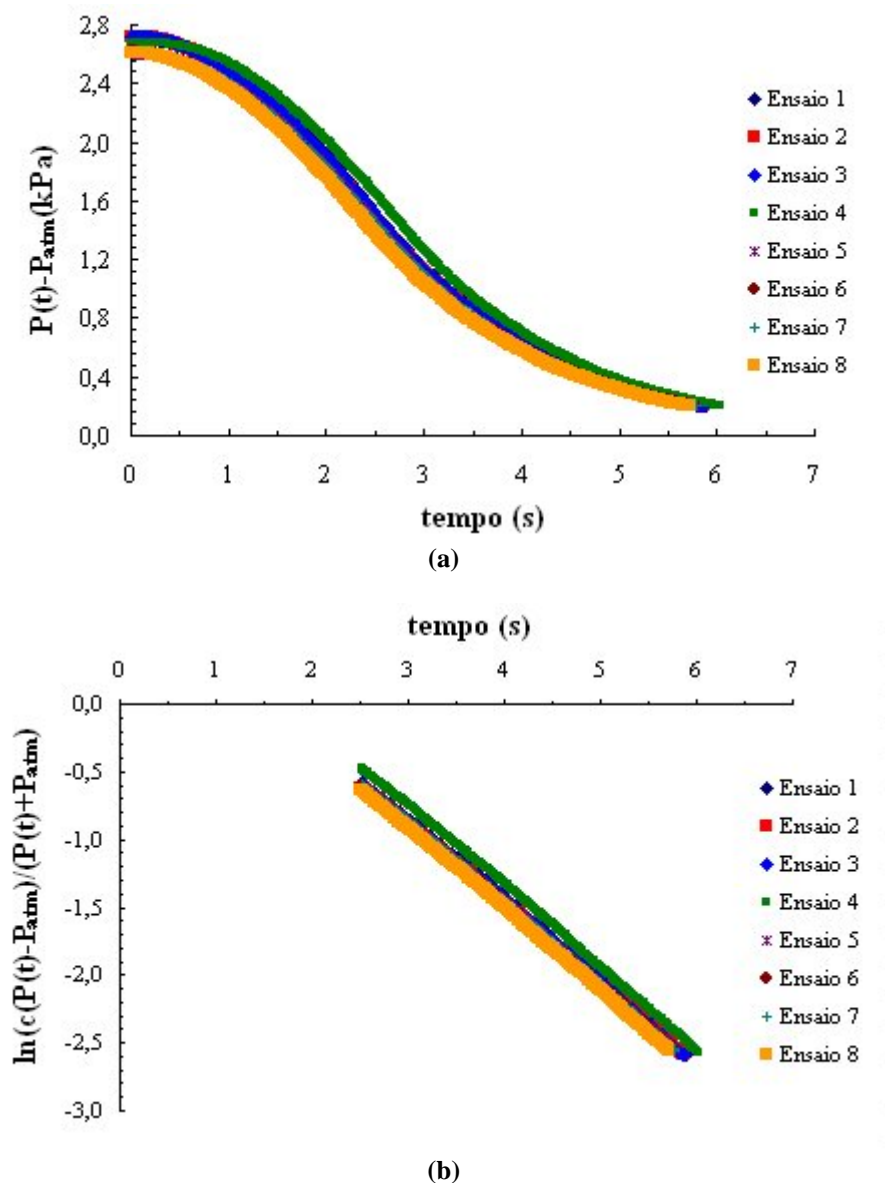 2,8
2,4
2,0
1,6
1,2
0,8
0,4
0,0
P(t)-Patm(kPa)
0 1 2 3 4 5 6 7
tempo (s)
Ensaio 1
Ensaio 2
Ensaio 3
Ensaio 4
Ensaio 5
Ensaio 6
Ensaio 7
Ensaio 8
(a)
tempo (s)
0 1 2 3 4 5 6 7
0,0
-0,5
-1,0
-1,5
-2,0
-2,5
-3,0
ln(c(P(t)-Patm)/(P(t)+Patm)
Ensaio 1
Ensaio 2
Ensaio 3
Ensaio 4
Ensaio 5
Ensaio 6
Ensaio 7
Ensaio 8
(b)